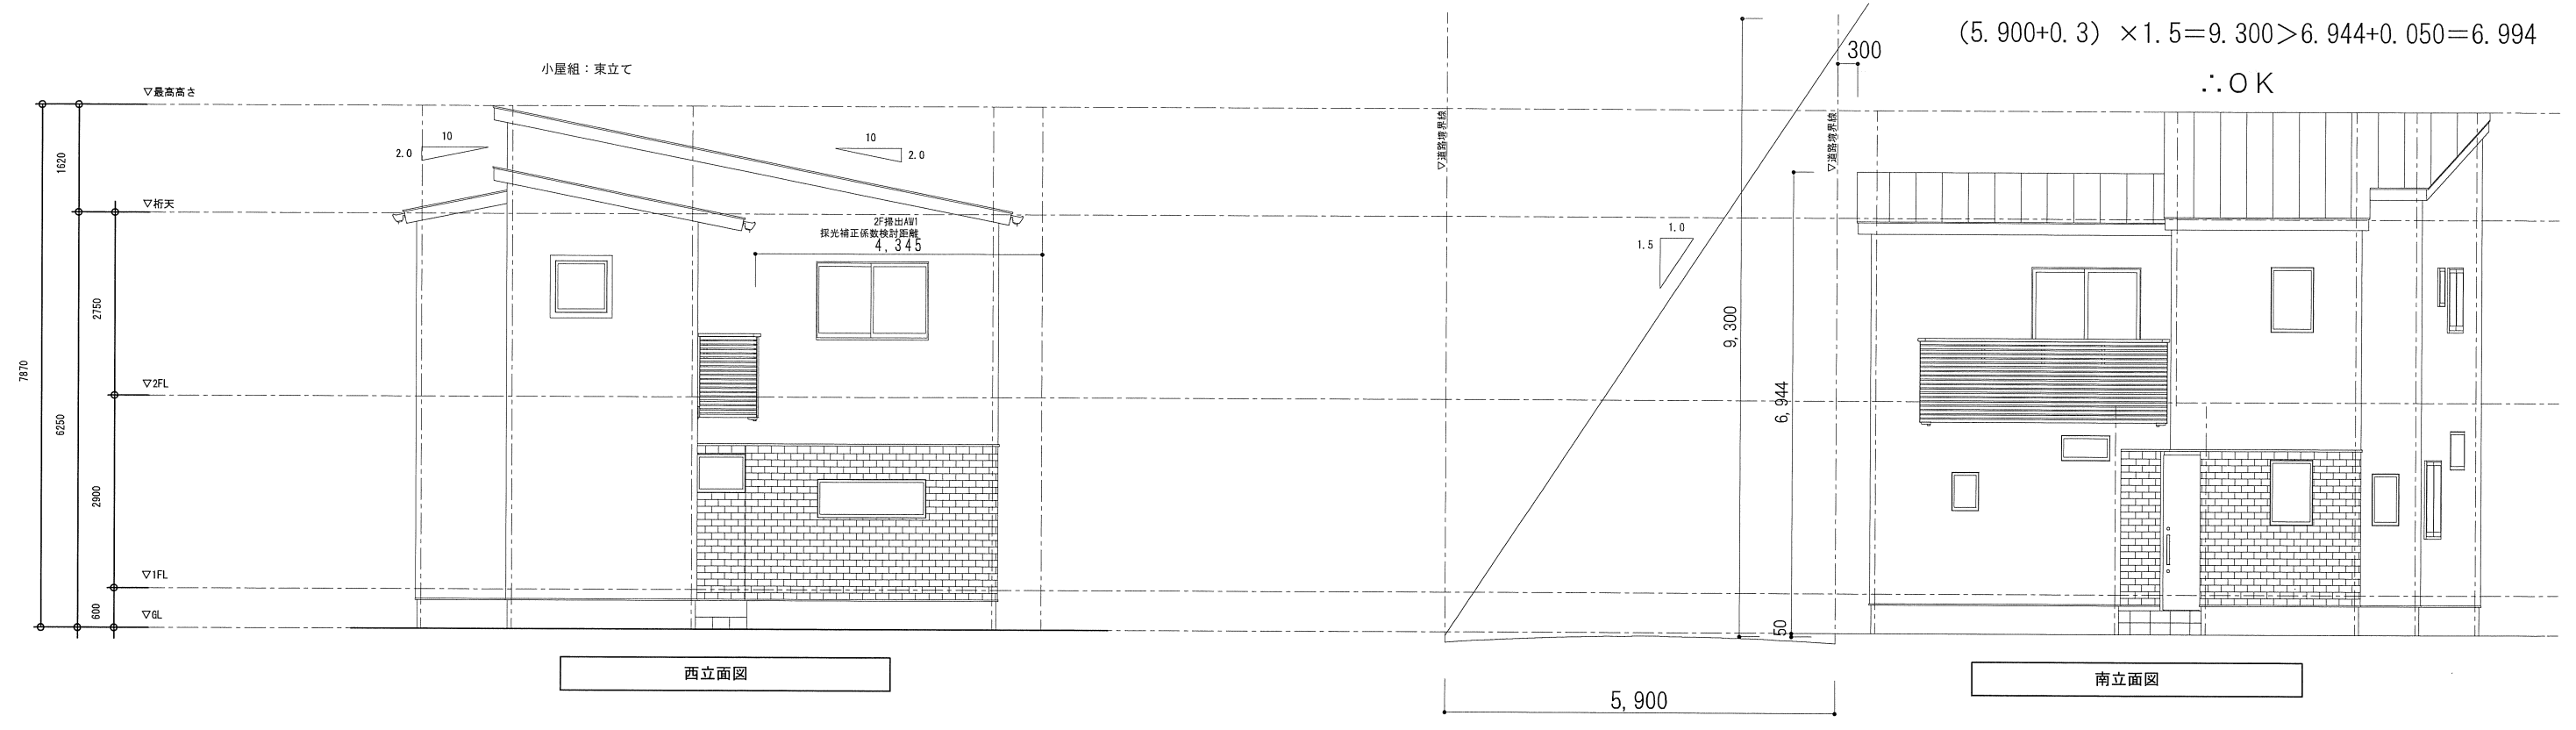 (5.900+0.3) ×1.5=9.300>6.944+0.050=6.994
∴OK
小屋組：束立て
300
▽最高高さ
10
2.0
10
2.0
1620
▽道路境界線
▽道路境界線
▽桁天
2F掃出AW1
採光補正係数検討距離
4,345
1.0
1.5
2750
9,300
7870
▽2FL
6,944
6250
2900
▽1FL
600
▽GL
50
西立面図
南立面図
5,900